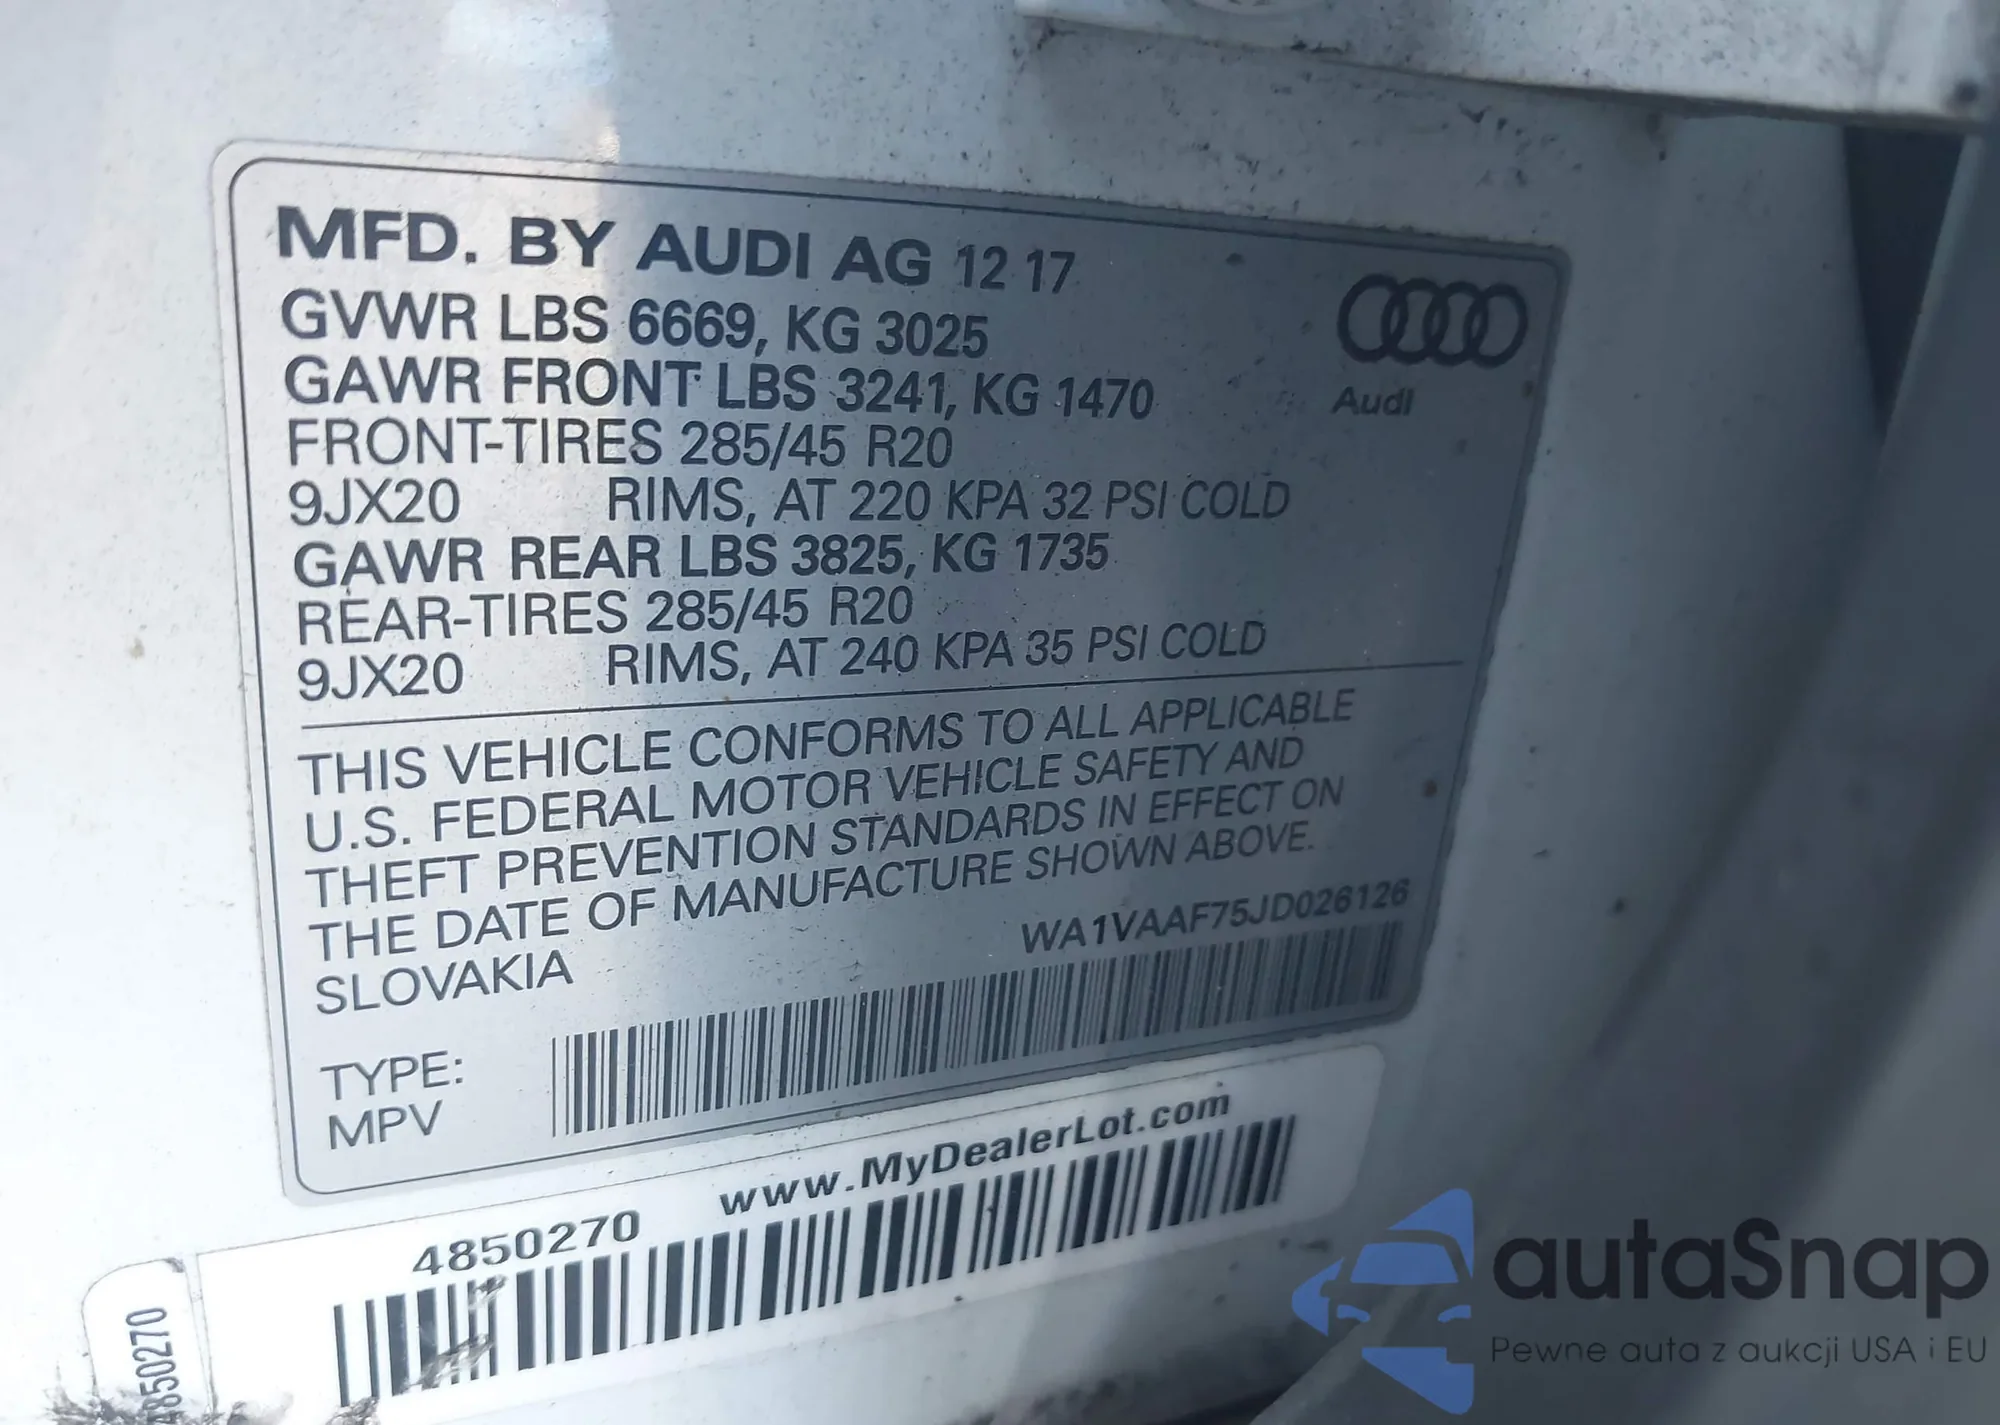 MFD. BY AUDI AG 12 17
GVWR LBS 6669, KG 3025
GAWR FRONT LBS 3241, KG 1470
FRONT-TIRES 285/45 R20
9JX20 RIMS, AT 220 KPA 32 PSI COLD
GAWR REAR LBS 3825, KG 1735
REAR-TIRES 285/45 R20
9JX20 RIMS, AT 240 KPA 35 PSI COLD
Audi
THIS VEHICLE CONFORMS TO ALL APPLICABLE
U.S. FEDERAL MOTOR VEHICLE SAFETY AND
THEFT PREVENTION STANDARDS IN EFFECT ON
THE DATE OF MANUFACTURE SHOWN ABOVE.
SLOVAKIA WA1VAAF75JD026126
TYPE:
MPV
4850270 www.MyDealerLot.com
4850270
autaSnap
Pewne auta z aukcji USA i EU